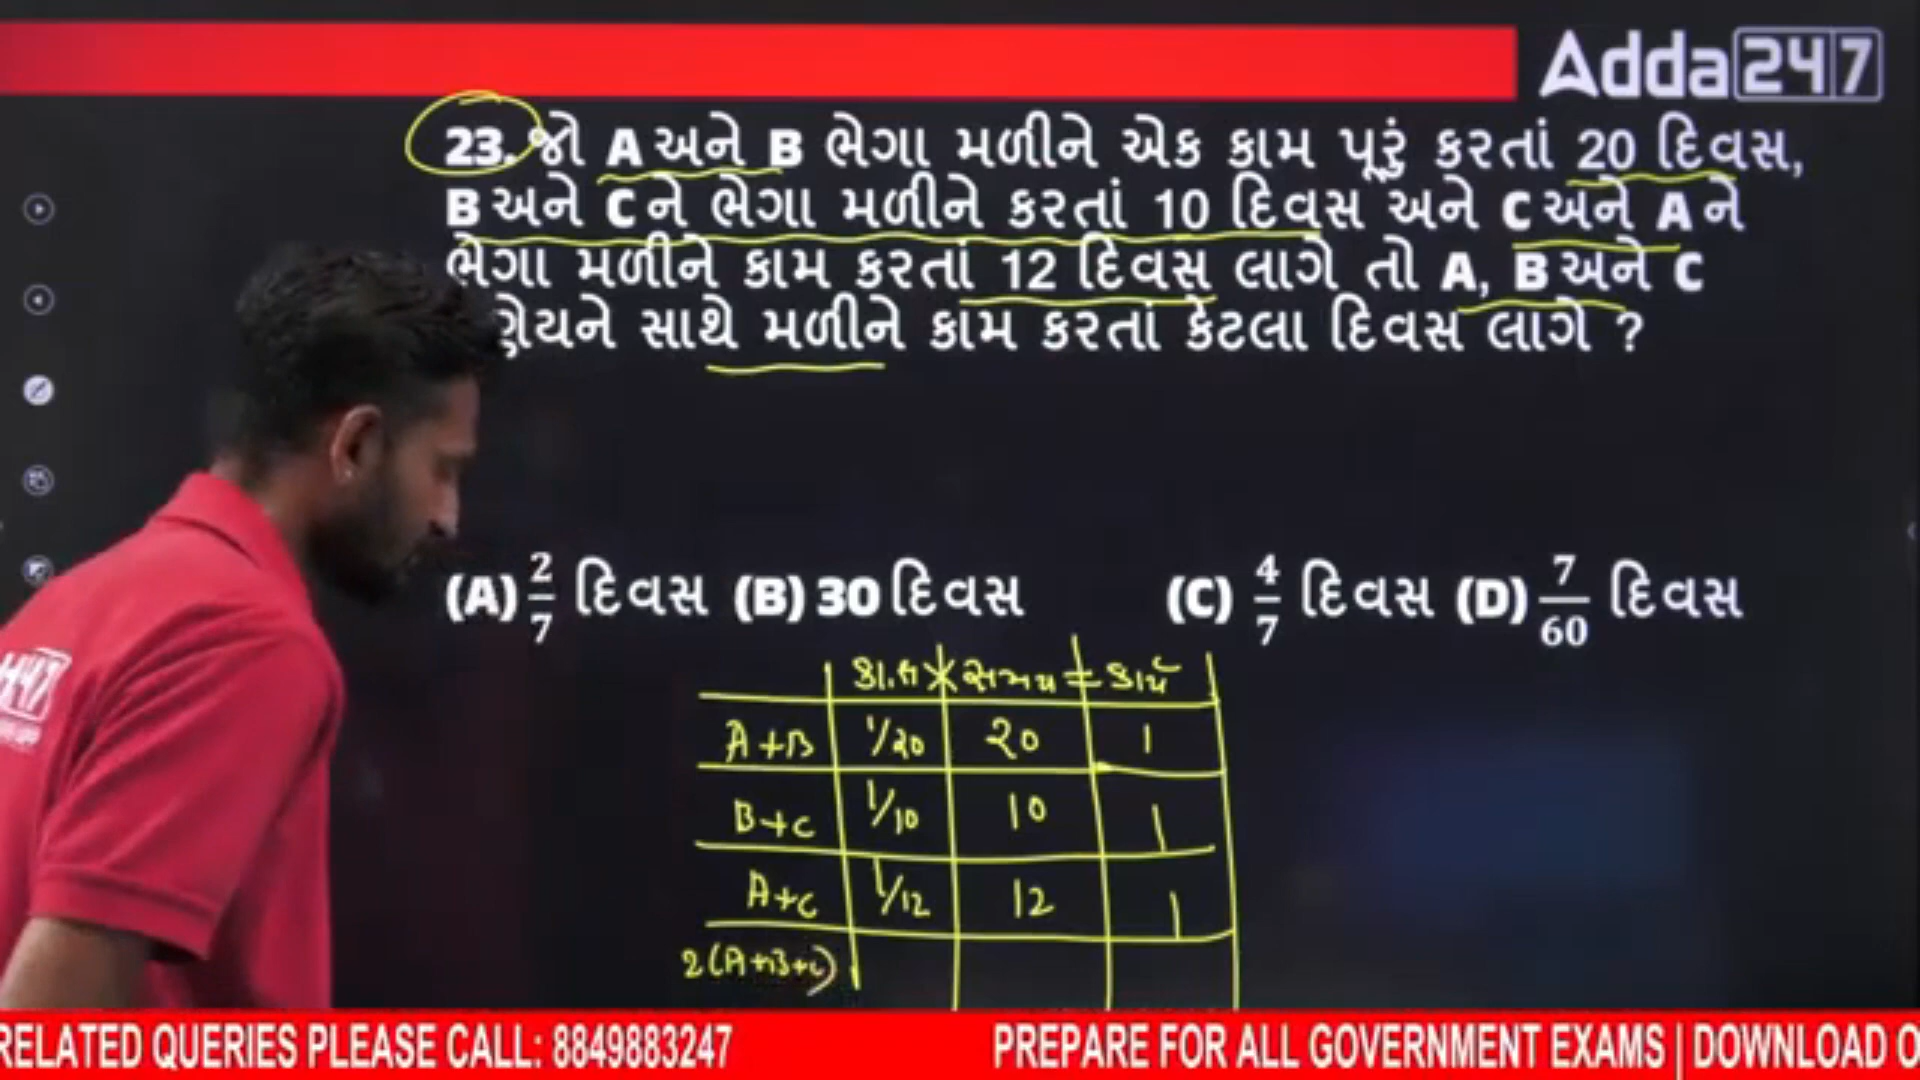 Adda247
23. જો A અને B ભેગા મળીને એક કામ પૂરું કરતાં 20 દિવસ,
B અને C ને ભેગા મળીને કરતાં 10 દિવસ અને C અને A ને
ભેગા મળીને કામ કરતાં 12 દિવસ લાગે તો A, B અને C
ણેયને સાથે મળીને કામ કરતાં કેટલા દિવસ લાગે ?
(A) 2/7 દિવસ (B) 30 દિવસ (C) 4/7 દિવસ (D) 7/60 દિવસ
સમય = કાર્ય
A+B 1/20 20 1
B+C 1/10 10 1
A+C 1/12 12 1
2(A+B+C)
RELATED QUERIES PLEASE CALL: 8849883247 PREPARE FOR ALL GOVERNMENT EXAMS | DOWNLOAD O